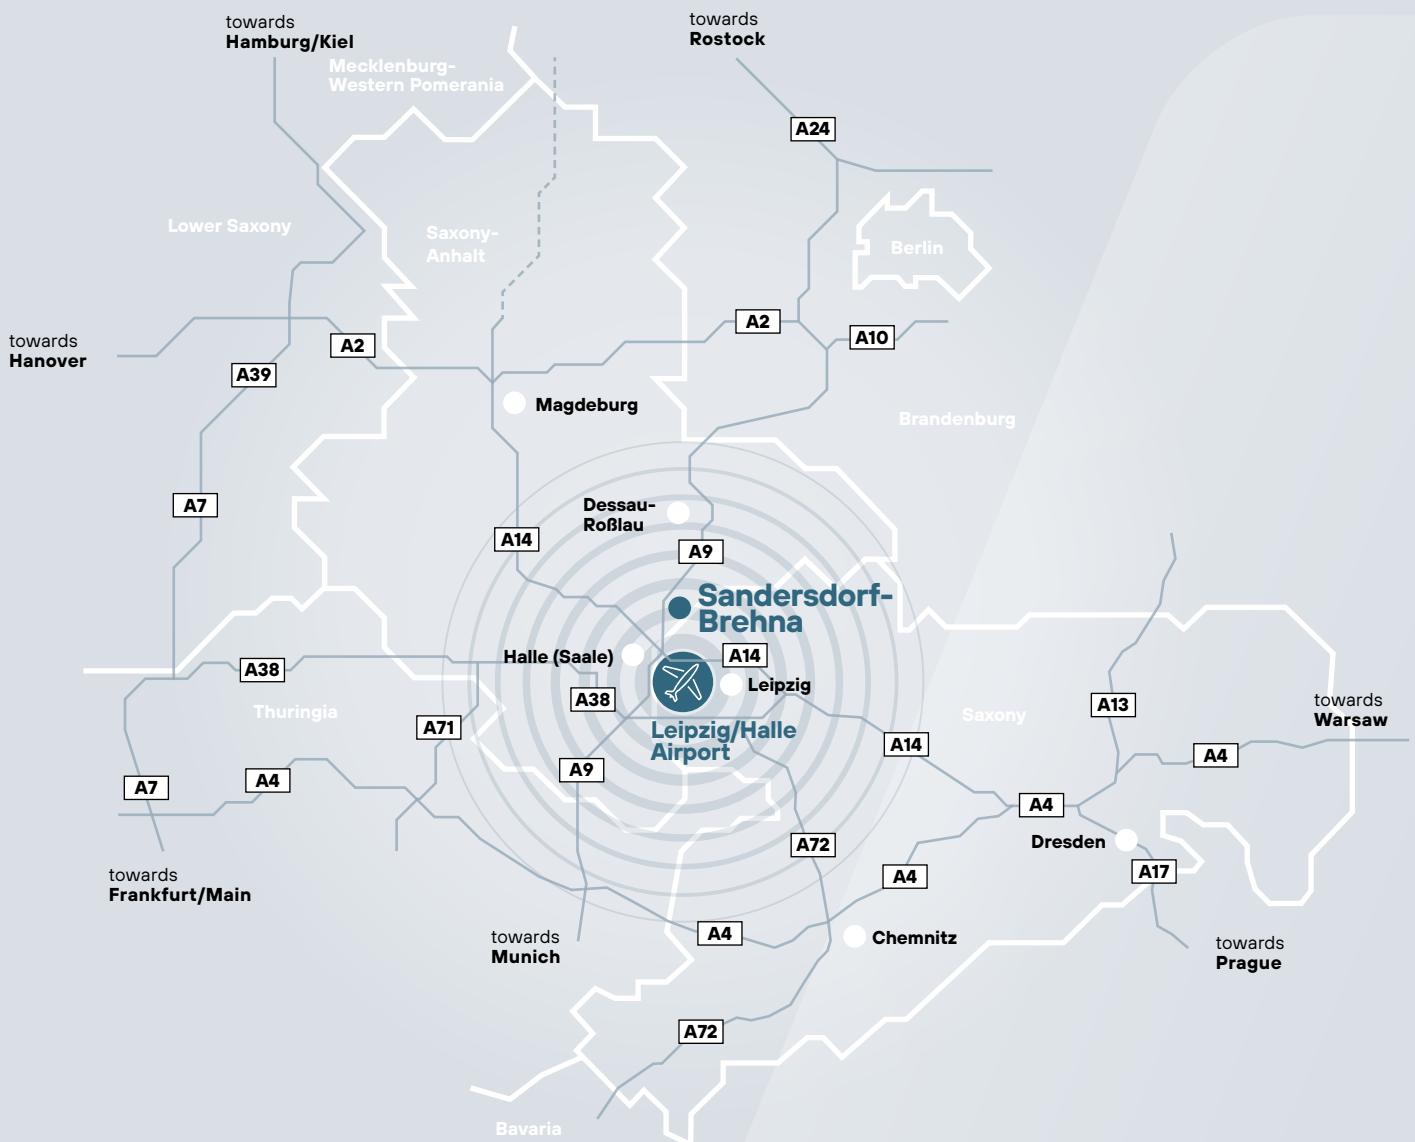 towards
Hamburg/Kiel
towards
Rostock
Mecklenburg-
Western Pomerania
A24
Lower Saxony
Saxony-
Anhalt
Berlin
towards
Hanover
A2
A2
A10
A39
Magdeburg
Brandenburg
A7
Dessau-
Roßlau
A14
A9
Sandersdorf-
Brehna
Halle (Saale)
A14
A38
Leipzig
A38
Thuringia
A71
Leipzig/Halle
Airport
Saxony
A13
towards
Warsaw
A14
A4
A9
A7
A4
A4
Dresden
A72
A17
A4
towards
Frankfurt/Main
A4
Chemnitz
towards
Munich
towards
Prague
A72
Bavaria